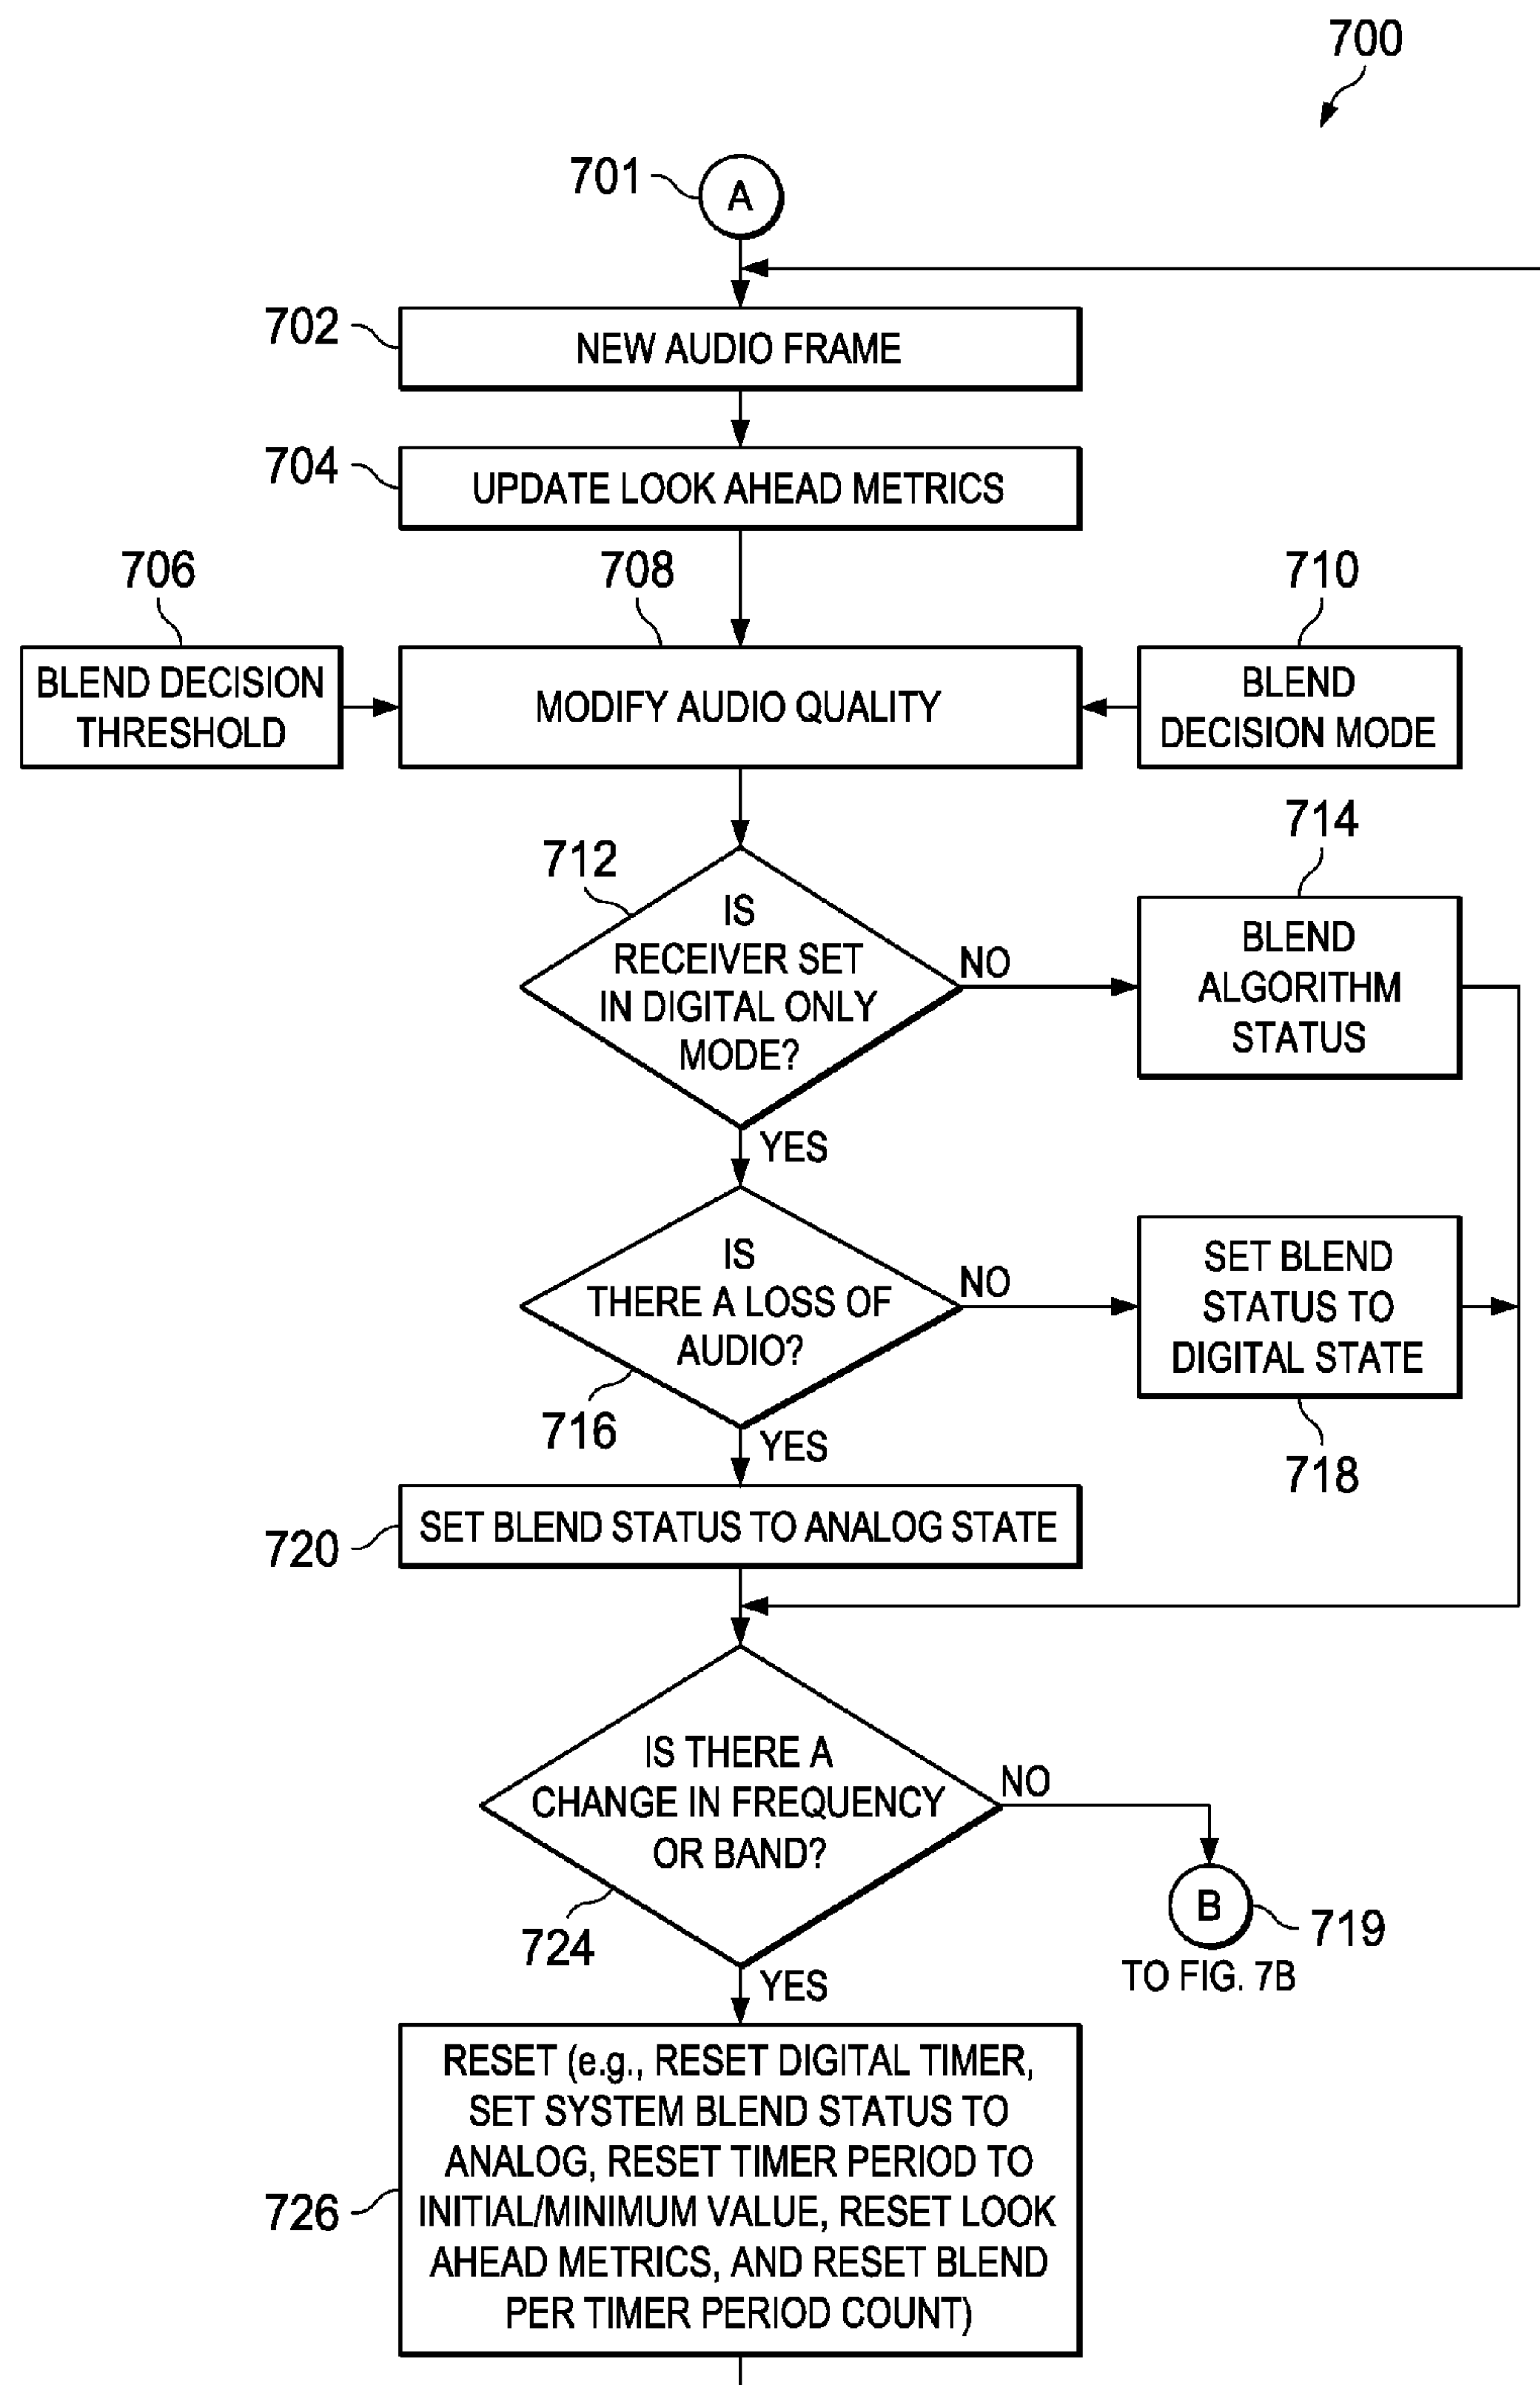 700
701
A
702
NEW AUDIO FRAME
704
UPDATE LOOK AHEAD METRICS
706
708
710
BLEND DECISION
THRESHOLD
MODIFY AUDIO QUALITY
BLEND
DECISION MODE
712
714
IS
RECEIVER SET
IN DIGITAL ONLY
MODE?
NO
BLEND
ALGORITHM
STATUS
YES
IS
THERE A LOSS OF
AUDIO?
NO
SET BLEND
STATUS TO
DIGITAL STATE
716
YES
718
720
SET BLEND STATUS TO ANALOG STATE
IS THERE A
CHANGE IN FREQUENCY
OR BAND?
NO
724
B
719
TO FIG. 7B
YES
726
RESET (e.g., RESET DIGITAL TIMER,
SET SYSTEM BLEND STATUS TO
ANALOG, RESET TIMER PERIOD TO
INITIAL/MINIMUM VALUE, RESET LOOK
AHEAD METRICS, AND RESET BLEND
PER TIMER PERIOD COUNT)